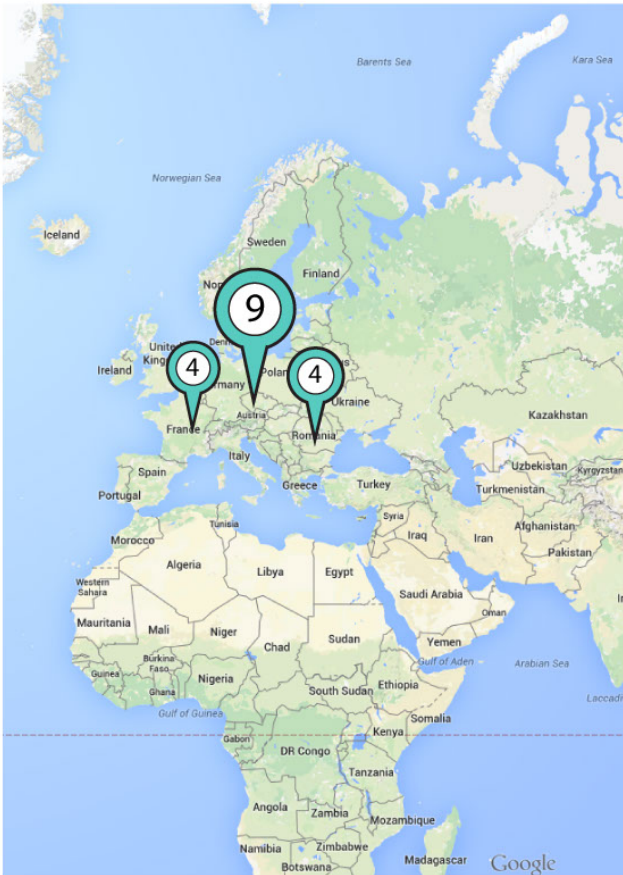 Barents Sea
Kara Sea
Norwegian Sea
Iceland
Sweden
Finland
9
4
4
Ireland
Ukraine
Austria
France
Romania
Kazakhstan
Italy
Spain
Uzbekistan
Kyrgyzstan
Portugal
Greece
Turkey
Turkmenistan
Tunisia
Syria
Afghanistan
Morocco
Iraq
Iran
Pakistan
Algeria
Libya
Egypt
Western
Sahara
Saudi Arabia
Oman
Mauritania
Mali
Niger
Chad
Sudan
Yemen
Gulf of Aden
Arabian Sea
Burkina
Faso
Guinea
Nigeria
Ghana
South Sudan
Ethiopia
Somalia
Gulf of Guinea
Gabon
Kenya
DR Congo
Tanzania
Angola
Zambia
Mozambique
Namibia
Zimbabwe
Botswana
Madagascar
Google